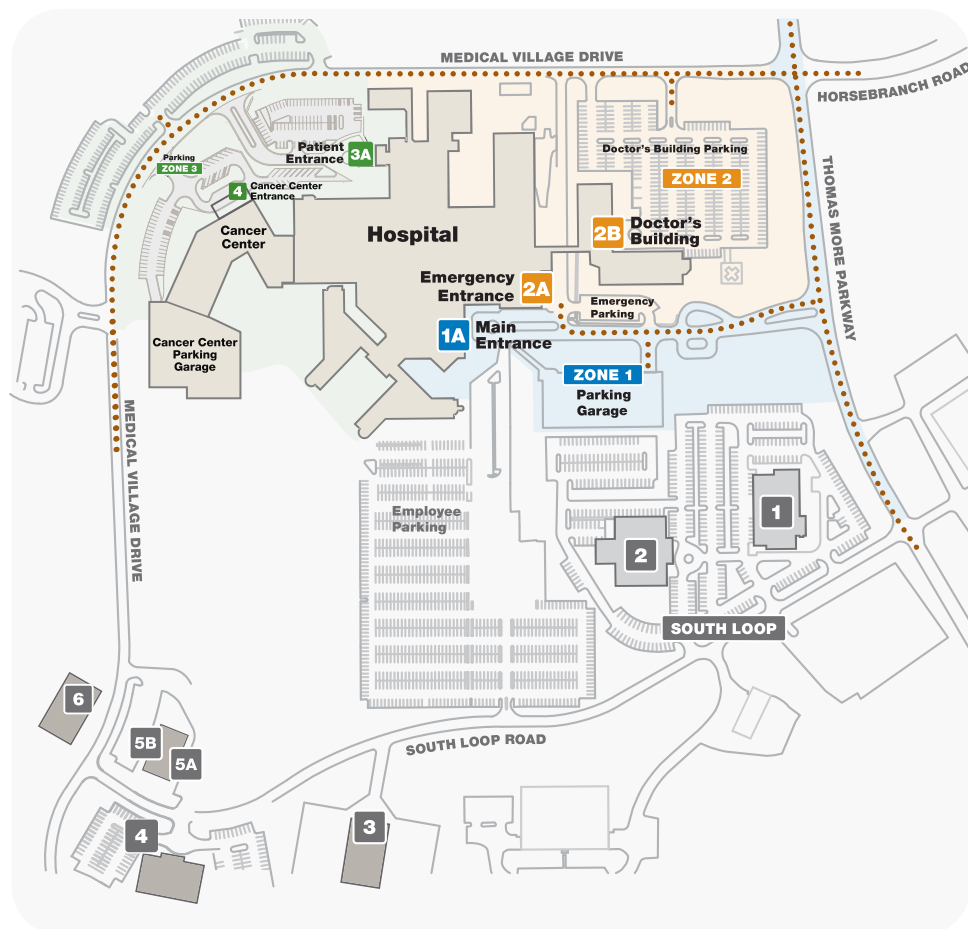 MEDICAL VILLAGE DRIVE
HORSEBRANCH ROAD
Parking
ZONE 3
Patient
Entrance
3A
4
Cancer Center
Entrance
Cancer
Center
Hospital
Doctor's Building Parking
ZONE 2
2B
Doctor's
Building
THOMAS MORE PARKWAY
Emergency
Entrance
2A
Emergency
Parking
1A
Main
Entrance
Cancer Center
Parking
Garage
ZONE 1
Parking
Garage
MEDICAL VILLAGE DRIVE
Employee
Parking
1
2
SOUTH LOOP
6
5B
5A
SOUTH LOOP ROAD
4
3